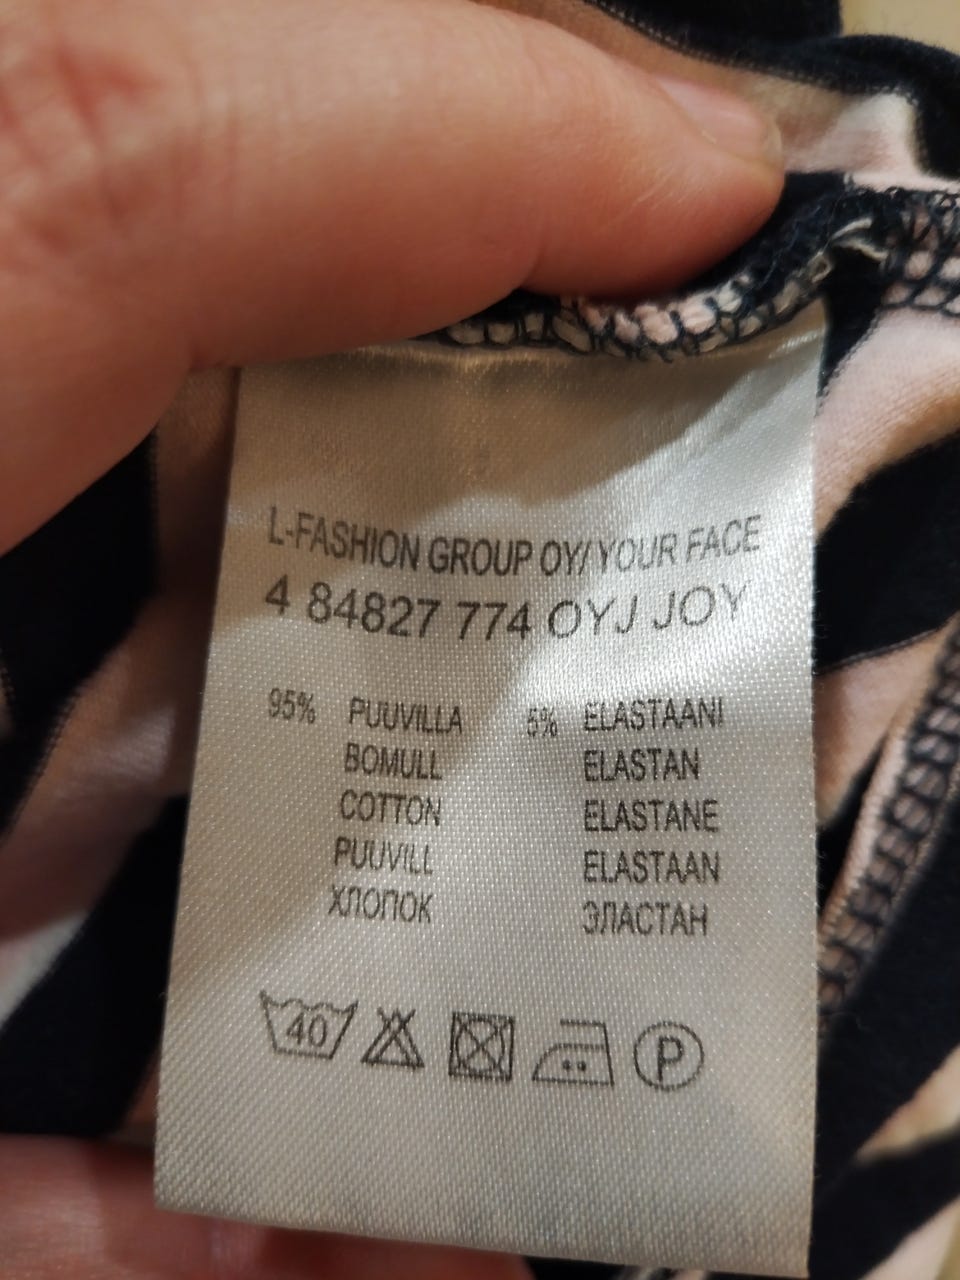 L-FASHION GROUP OY/ YOUR FACE
4 84827 774 OYJ JOY
95% PUUVILLA 5% ELASTAANI
BOMULL ELASTAN
COTTON ELASTANE
PUUVILL ELASTAAN
ХЛОПОК ЭЛАСТАН
40 P